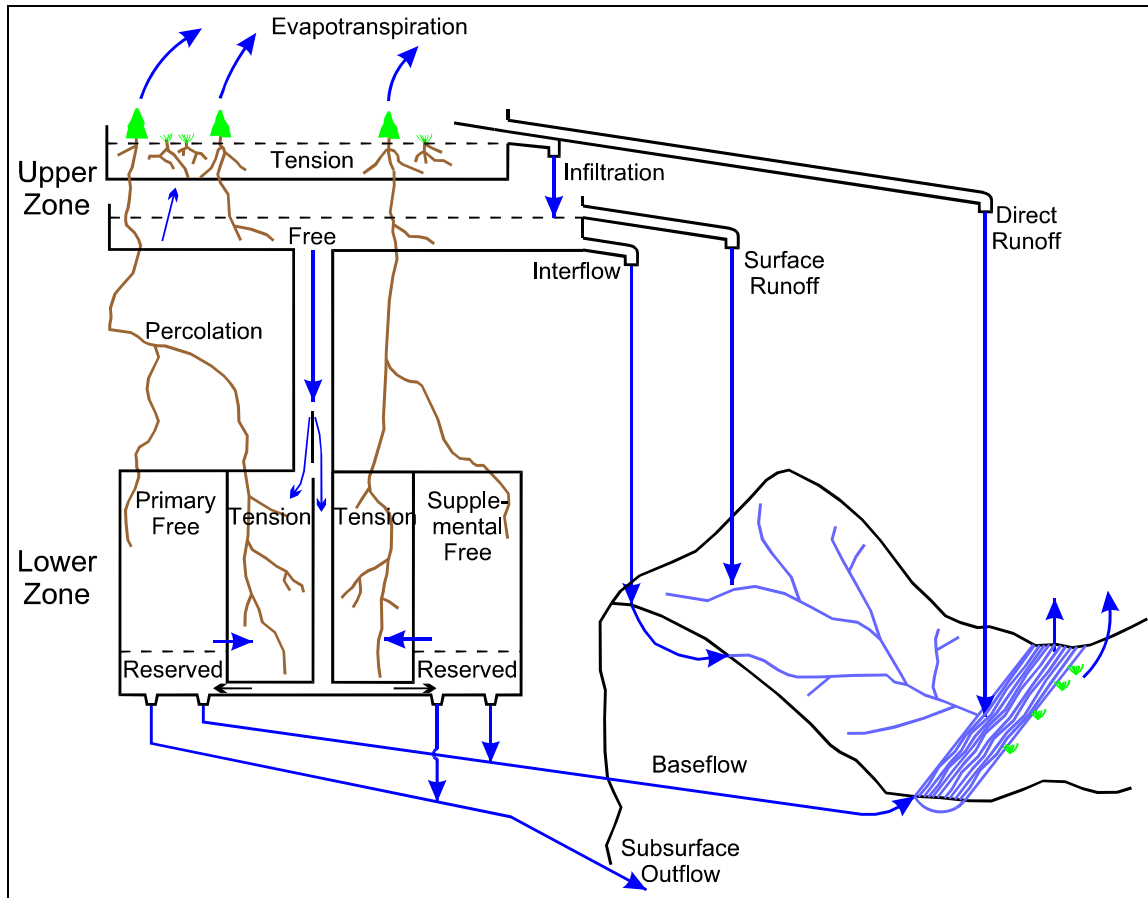 Evapotranspiration
Upper
Zone
Tension
Infiltration
Direct
Runoff
Free
Interflow
Surface
Runoff
Percolation
Lower
Zone
Primary
Free
Tension
Tension
Supple-
mental
Free
Reserved
Reserved
Baseflow
Subsurface
Outflow